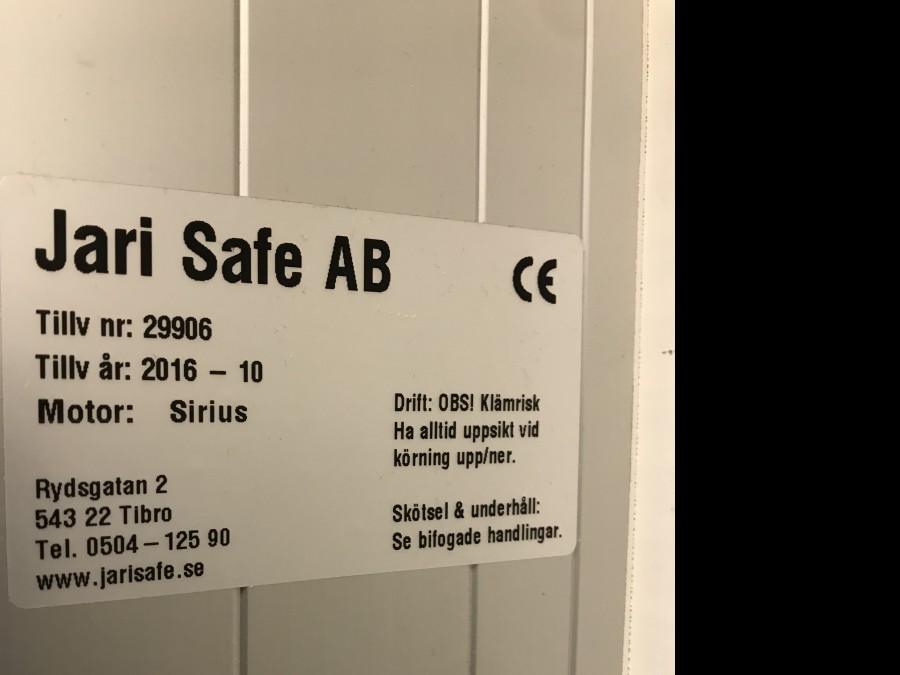 Jari Safe AB
CE
Tillv nr: 29906
Tillv år: 2016 – 10
Motor: Sirius
Drift: OBS! Klämrisk
Ha alltid uppsikt vid
körning upp/ner.
Rydsgatan 2
543 22 Tibro
Tel. 0504–125 90
www.jarisafe.se
Skötsel & underhåll:
Se bifogade handlingar.